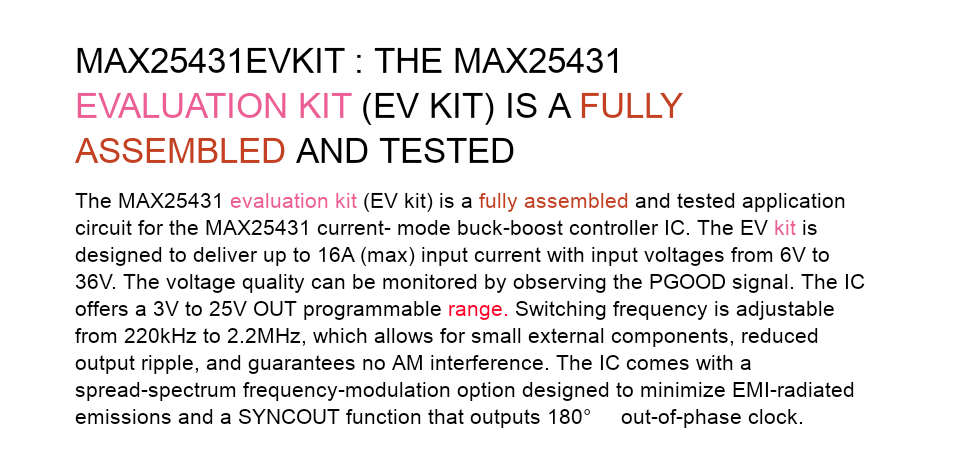 MAX25431EVKIT : THE MAX25431
EVALUATION KIT (EV KIT) IS A FULLY
ASSEMBLED AND TESTED
The MAX25431 evaluation kit (EV kit) is a fully assembled and tested application
circuit for the MAX25431 current- mode buck-boost controller IC. The EV kit is
designed to deliver up to 16A (max) input current with input voltages from 6V to
36V. The voltage quality can be monitored by observing the PGOOD signal. The IC
offers a 3V to 25V OUT programmable range. Switching frequency is adjustable
from 220kHz to 2.2MHz, which allows for small external components, reduced
output ripple, and guarantees no AM interference. The IC comes with a
spread-spectrum frequency-modulation option designed to minimize EMI-radiated
emissions and a SYNCOUT function that outputs 180° out-of-phase clock.